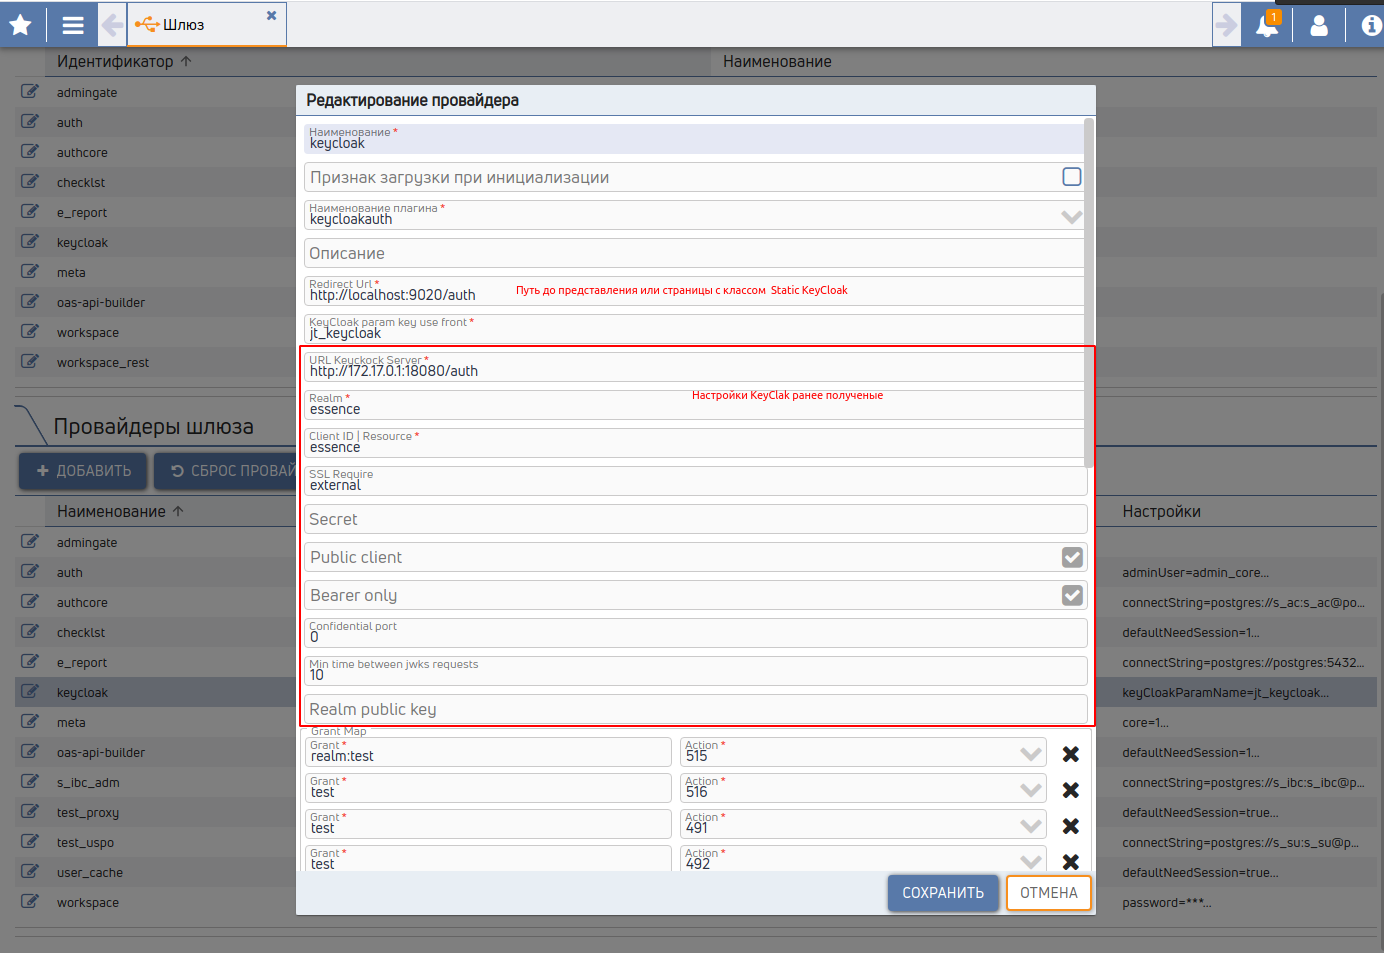 Шлюз
1
Идентификатор ↑
Наименование
admingate
auth
authcore
checklst
e_report
keycloak
meta
oas-api-builder
workspace
workspace_rest
Провайдеры шлюза
ДОБАВИТЬ
СБРОС ПРОВАЙ
Наименование ↑
Настройки
admingate
auth
adminUser=admin_core...
authcore
connectString=postgres://s_ac:s_ac@po...
checklst
defaultNeedSession=1...
e_report
connectString=postgres://postgres:5432...
keycloak
keyCloakParamName=jt_keycloak...
meta
core=1...
oas-api-builder
defaultNeedSession=1...
s_ibc_adm
connectString=postgres://s_ibc:s_ibc@p...
test_proxy
defaultNeedSession=true...
test_uspo
connectString=postgres://s_su:s_su@p...
user_cache
defaultNeedSession=true...
workspace
password=***...
Редактирование провайдера
Наименование *
keycloak
Признак загрузки при инициализации
Наименование плагина *
keycloakauth
Описание
Redirect Url *
http://localhost:9020/auth
Путь до представления или страницы с классом Static KeyCloak
KeyCloak param key use front *
jt_keycloak
URL Keyckock Server *
http://172.17.0.1:18080/auth
Настройки KeyClak ранее полученые
Realm *
essence
Client ID | Resource *
essence
SSL Require
external
Secret
Public client
Bearer only
Confidential port
0
Min time between jwks requests
10
Realm public key
Grant Map
Grant *
realm:test
Action *
515
Grant *
test
Action *
516
Grant *
test
Action *
491
Grant *
test
Action *
492
СОХРАНИТЬ
ОТМЕНА